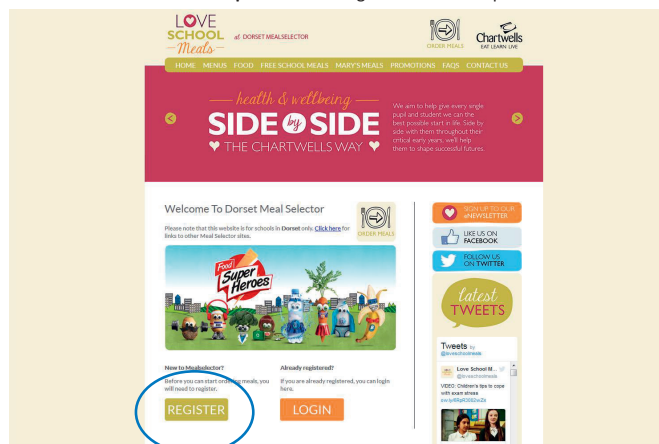 LOVE
SCHOOL
Meals
at DORSET MEALSELECTOR
ORDER MEALS
Chartwells
EAT LEARN LIVE
HOME MENUS FOOD FREE SCHOOL MEALS MARY'S MEALS PROMOTIONS FAQS CONTACT US
health & wellbeing
SIDE by SIDE
THE CHARTWELLS WAY
We aim to help give every single
pupil and student we can the
best possible start in life. Side by
side with them throughout their
critical early years, we'll help
them to shape successful futures.
Welcome To Dorset Meal Selector
Please note that this website is for schools in Dorset only. Click here for
links to other Meal Selector sites.
ORDER MEALS
Food
Super
Heroes
New to Mealselector?
Before you can start ordering meals, you
will need to register.
REGISTER
Already registered?
If you are already registered, you can login
here.
LOGIN
SIGN UP TO OUR
eNEWSLETTER
LIKE US ON
FACEBOOK
FOLLOW US
ON TWITTER
latest
TWEETS
Tweets by
@loveschoolmeals
Love School M...
@loveschoolmeals
VIDEO: Children's tips to cope
with exam stress